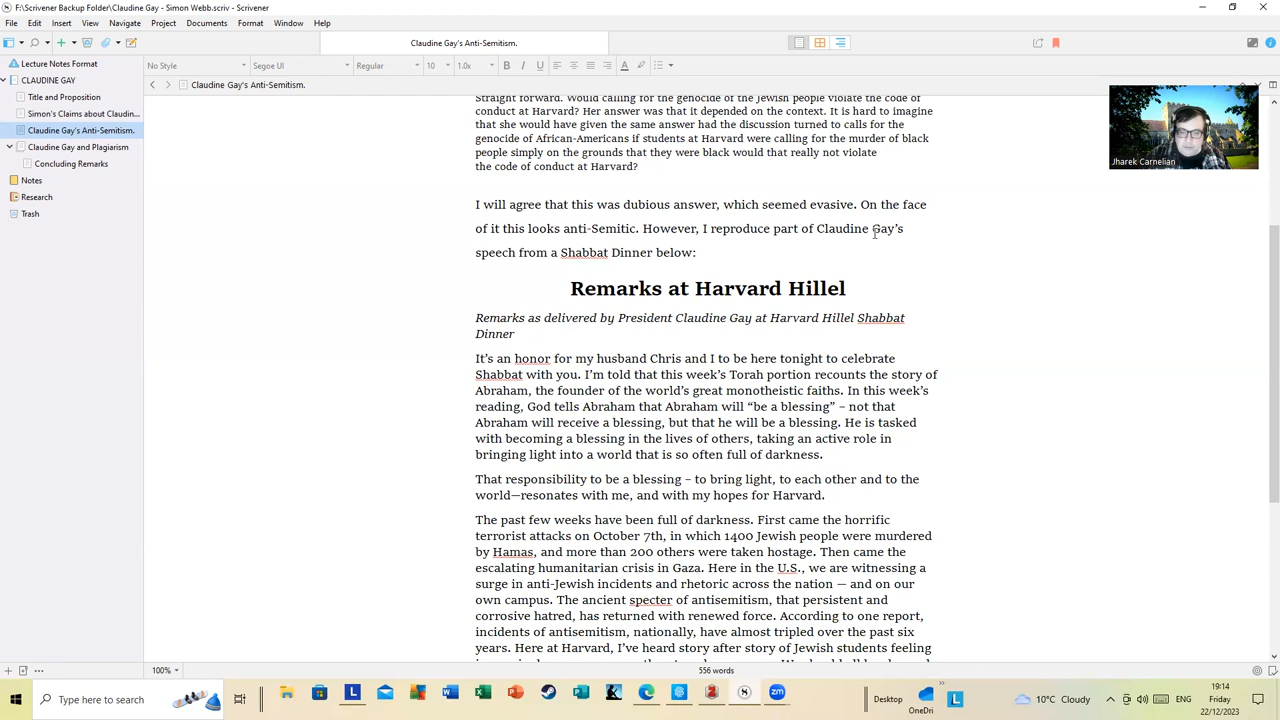 F:\Scrivener Backup Folder\Claudine Gay - Simon Webb.scriv - Scrivener
File Edit Insert View Navigate Project Documents Format Window Help
Claudine Gay's Anti-Semitism.
No Style Segoe UI Regular 10 1.0x B I U A
Claudine Gay's Anti-Semitism.
Lecture Notes Format
CLAUDINE GAY
Title and Proposition
Simon's Claims about Claudin...
Claudine Gay's Anti-Semitism.
Claudine Gay and Plagiarism
Concluding Remarks
Notes
Research
Trash
Straight forward. Would calling for the genocide of the Jewish people violate the code of
conduct at Harvard? Her answer was that it depended on the context. It is hard to imagine
that she would have given the same answer had the discussion turned to calls for the
genocide of African-Americans if students at Harvard were calling for the murder of black
people simply on the grounds that they were black would that really not violate
the code of conduct at Harvard?
I will agree that this was dubious answer, which seemed evasive. On the face
of it this looks anti-Semitic. However, I reproduce part of Claudine Gay's
speech from a Shabbat Dinner below:
Remarks at Harvard Hillel
Remarks as delivered by President Claudine Gay at Harvard Hillel Shabbat
Dinner
It's an honor for my husband Chris and I to be here tonight to celebrate
Shabbat with you. I'm told that this week's Torah portion recounts the story of
Abraham, the founder of the world's great monotheistic faiths. In this week's
reading, God tells Abraham that Abraham will “be a blessing” – not that
Abraham will receive a blessing, but that he will be a blessing. He is tasked
with becoming a blessing in the lives of others, taking an active role in
bringing light into a world that is so often full of darkness.
That responsibility to be a blessing – to bring light, to each other and to the
world—resonates with me, and with my hopes for Harvard.
The past few weeks have been full of darkness. First came the horrific
terrorist attacks on October 7th, in which 1400 Jewish people were murdered
by Hamas, and more than 200 others were taken hostage. Then came the
escalating humanitarian crisis in Gaza. Here in the U.S., we are witnessing a
surge in anti-Jewish incidents and rhetoric across the nation — and on our
own campus. The ancient specter of antisemitism, that persistent and
corrosive hatred, has returned with renewed force. According to one report,
incidents of antisemitism, nationally, have almost tripled over the past six
years. Here at Harvard, I've heard story after story of Jewish students feeling
Jharek Carnelian
100% 556 words
Type here to search
Desktop
OneDri
10°C Cloudy
ENG
19:14
Friday
22/12/2023